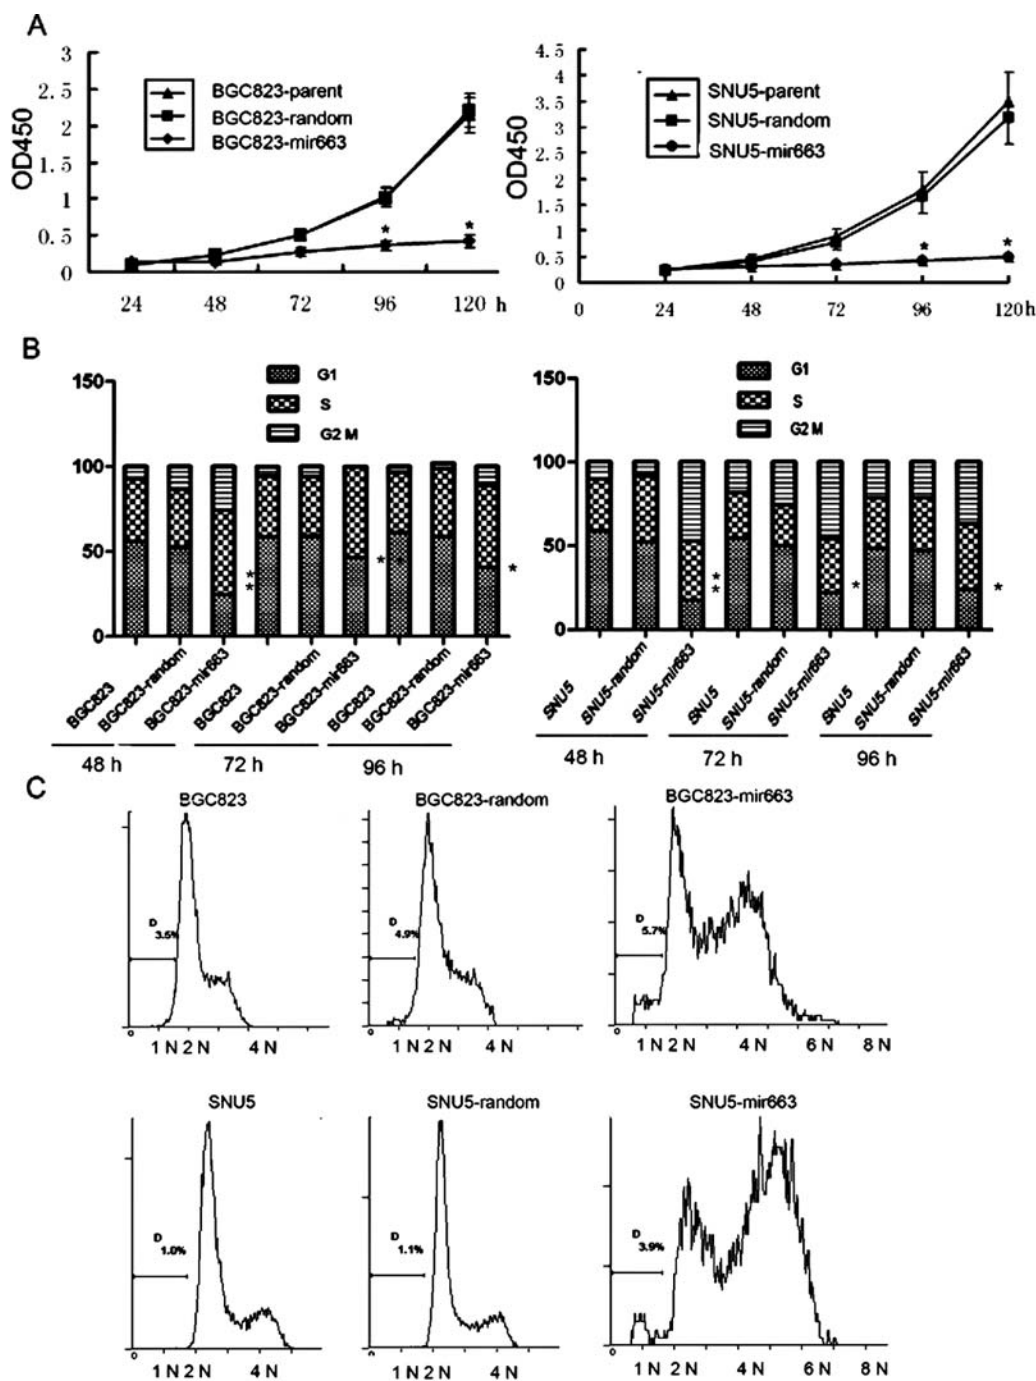 A
3
2.5
2
1
0.5
0
OD450
BGC823-parent
BGC823-random
BGC823-mir663
*
*
24 48 72 96 120 h
4.5
4
3.5
3
2.5
2
1.5
1
0.5
0
OD450
SNU5-parent
SNU5-random
SNU5-mir663
*
*
0 24 48 72 96 120h
B
150
100
50
0
G1
S
G2 M
*
*
*
*
*
BGC823
BGC823-random
BGC823-mir663
BGC823
BGC823-random
BGC823-mir663
BGC823
BGC823-random
BGC823-mir663
48 h 72 h 96 h
150
100
50
0
G1
S
G2 M
*
*
*
*
SNU5
SNU5-random
SNU5-mir663
SNU5
SNU5-random
SNU5-mir663
SNU5
SNU5-random
SNU5-mir663
48 h 72 h 96 h
C
BGC823
D
3.5%
0
1 N 2 N 4 N
BGC823-random
D
4.9%
0
1 N 2 N 4 N
BGC823-mir663
D
5.7%
0
1 N 2 N 4 N 6 N 8 N
SNU5
D
1.0%
0
1 N 2 N 4 N
SNU5-random
D
1.1%
0
1 N 2 N 4 N
SNU5-mir663
D
3.9%
0
1 N 2 N 4 N 6 N 8 N